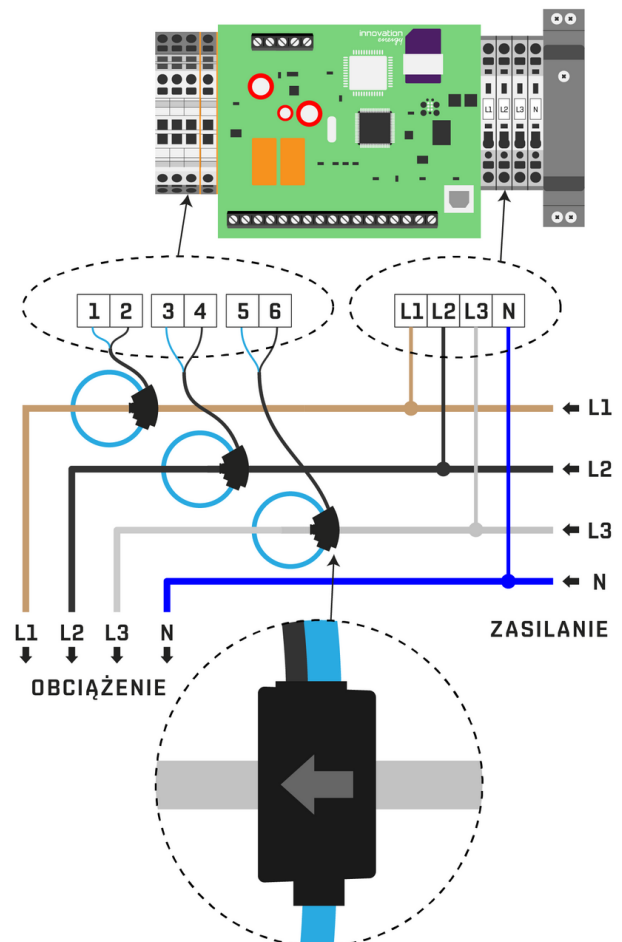 innovation
energy
L1 L2 L3 N
1 2 3 4 5 6
L1 L2 L3 N
L1
L2
L3
N
L1 L2 L3 N
ZASILANIE
OBCIĄŻENIE